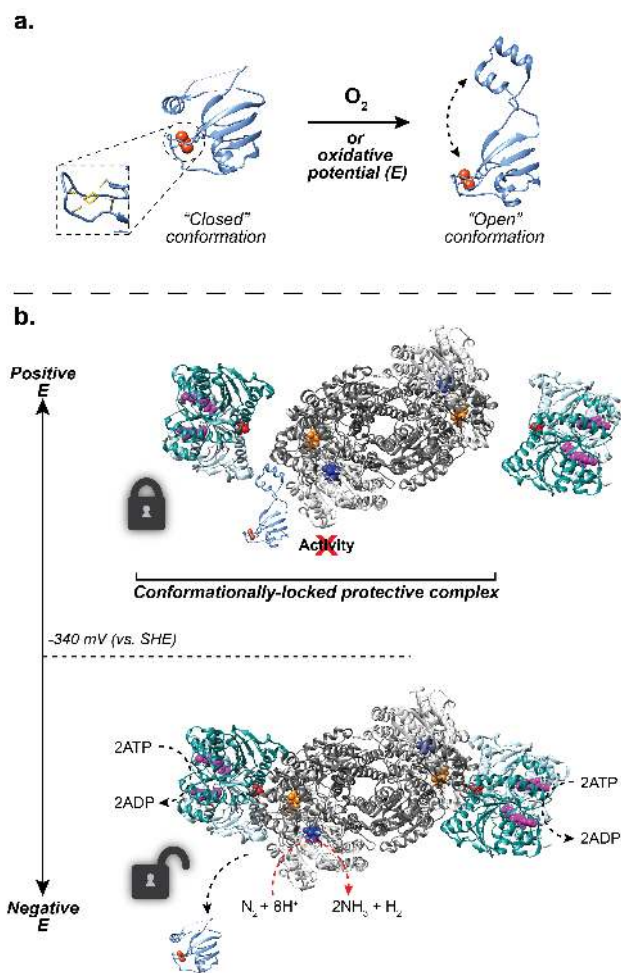 a.
O₂
or
oxidative
potential (E)
"Closed"
conformation
"Open"
conformation
b.
Positive
E
Activity
Conformationally-locked protective complex
-340 mV (vs. SHE)
2ATP
2ADP
2ATP
2ADP
N₂ + 8H⁺
2NH₃ + H₂
Negative
E